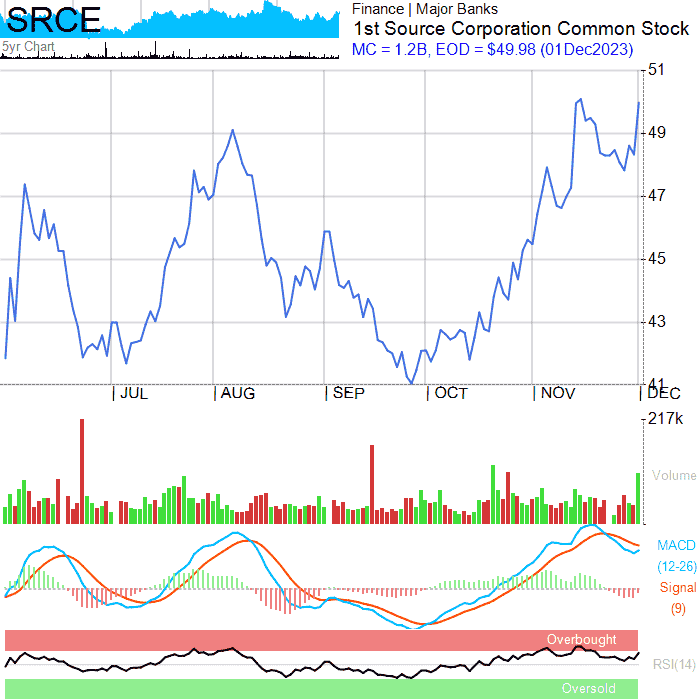 SRCE
5yr Chart
Finance | Major Banks
1st Source Corporation Common Stock
MC = 1.2B, EOD = $49.98 (01Dec2023)
51
49
47
45
43
41
| JUL | AUG | SEP | OCT | NOV | DEC
217k
Volume
MACD
(12-26)
Signal
(9)
Overbought
RSI(14)
Oversold